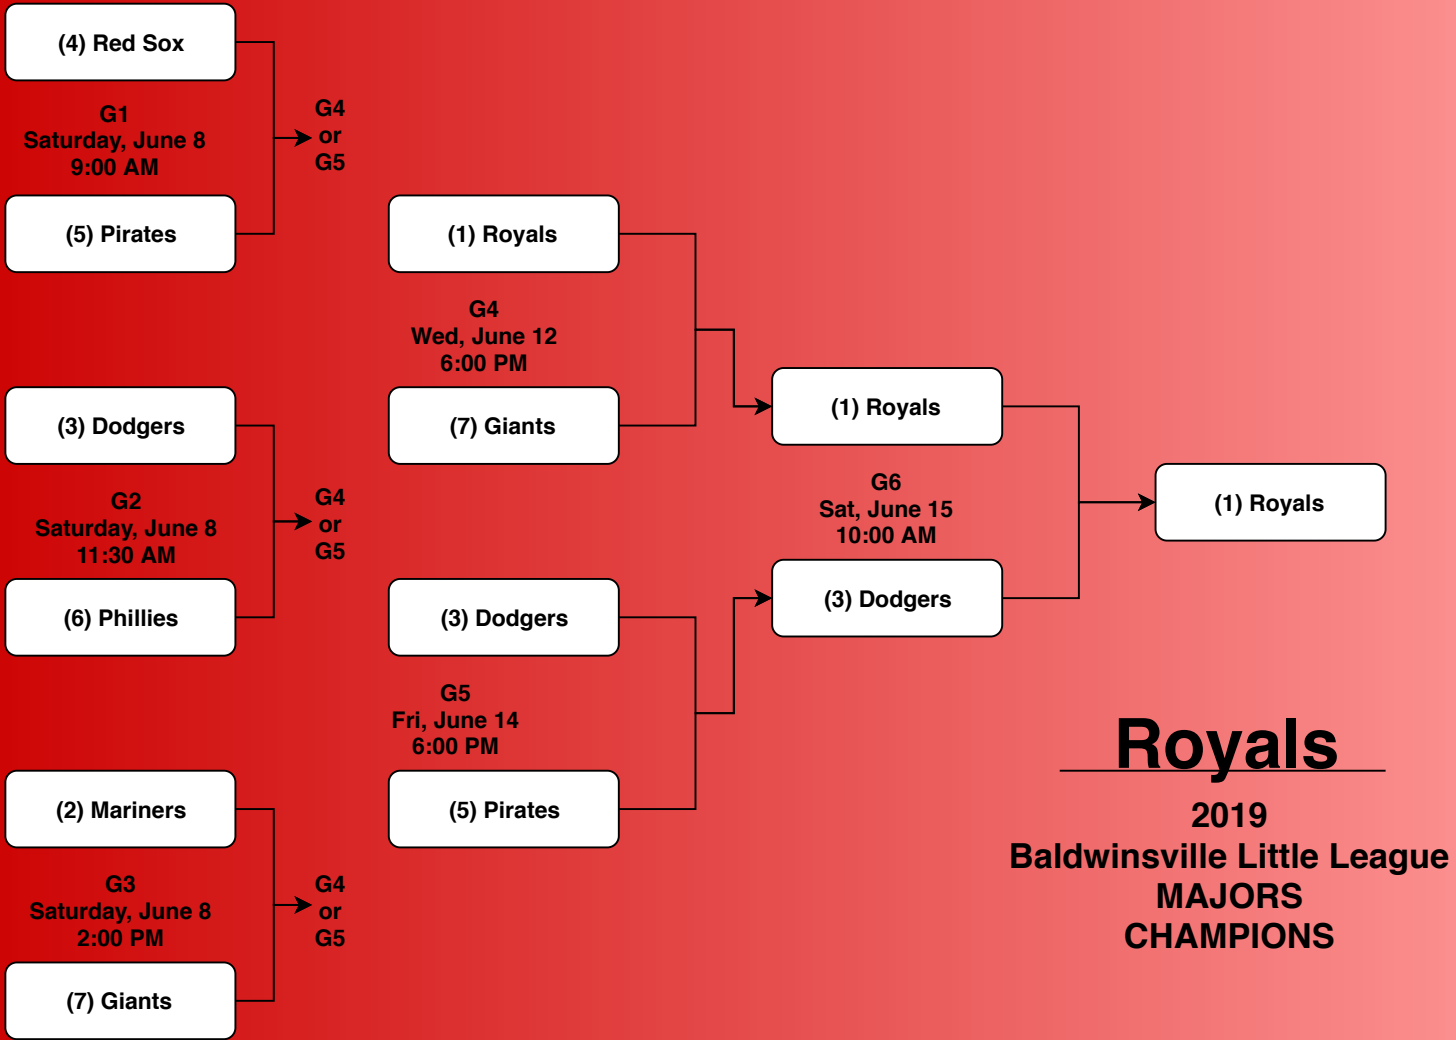 (4) Red Sox
G1
Saturday, June 8
9:00 AM
G4
or
G5
(5) Pirates
(3) Dodgers
G2
Saturday, June 8
11:30 AM
G4
or
G5
(6) Phillies
(2) Mariners
G3
Saturday, June 8
2:00 PM
G4
or
G5
(7) Giants
(1) Royals
G4
Wed, June 12
6:00 PM
(7) Giants
(3) Dodgers
G5
Fri, June 14
6:00 PM
(5) Pirates
(1) Royals
G6
Sat, June 15
10:00 AM
(3) Dodgers
(1) Royals
Royals
2019
Baldwinsville Little League
MAJORS
CHAMPIONS